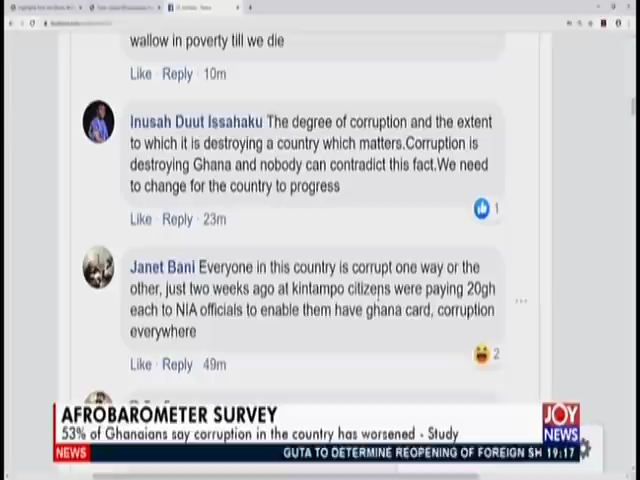 wallow in poverty till we die
Like · Reply · 10m
Inusah Duut Issahaku The degree of corruption and the extent
to which it is destroying a country which matters.Corruption is
destroying Ghana and nobody can contradict this fact.We need
to change for the country to progress
Like · Reply · 23m
1
Janet Bani Everyone in this country is corrupt one way or the
other, just two weeks ago at kintampo citizens were paying 20gh
each to NIA officials to enable them have ghana card, corruption
everywhere
2
Like · Reply · 49m
AFROBAROMETER SURVEY
53% of Ghanaians say corruption in the country has worsened - Study
JOY
NEWS
NEWS
GUTA TO DETERMINE REOPENING OF FOREIGN SH
19:17